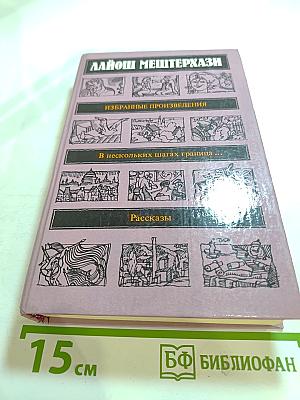 ЛАЙОШ МЕШТЕРХАЗИ
ИЗБРАННЫЕ ПРОИЗВЕДЕНИЯ
В нескольких шагах граница...
Рассказы
15 см
БФ БИБЛИОФАН